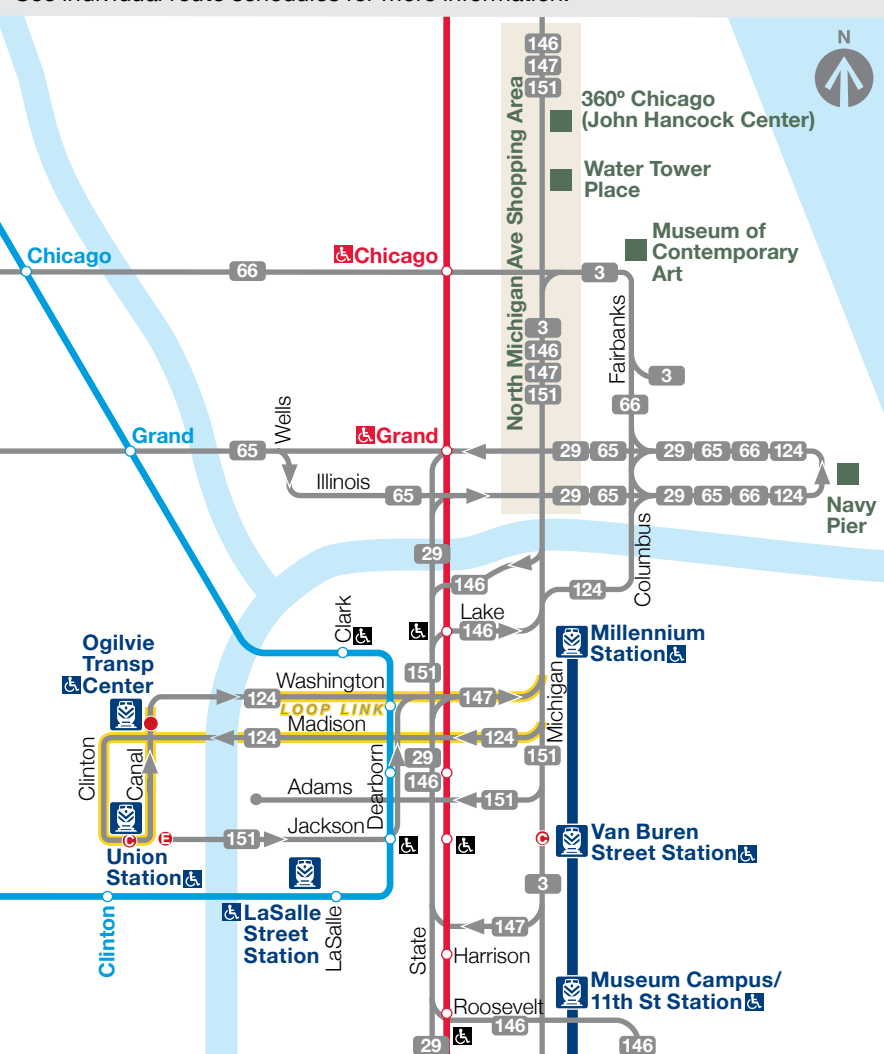 See individual route schedules for more information.
N
146
147
151
360º Chicago
(John Hancock Center)
North Michigan Ave Shopping Area
Water Tower
Place
Museum of
Contemporary
Art
Chicago
66
Chicago
3
Fairbanks
3
146
147
151
3
66
Wells
Grand
65
Grand
29
65
29
65
66
124
Illinois
65
29
65
29
65
66
124
Navy
Pier
Columbus
29
146
124
Clark
Lake
146
Ogilvie
Transp
Center
Millennium
Station
151
Michigan
Washington
124
147
LOOP LINK
Madison
124
124
Clinton
Canal
Dearborn
29
146
151
Adams
151
Jackson
151
C
E
C
Union
Station
Van Buren
Street Station
3
LaSalle
Street
Station
LaSalle
Clinton
State
147
Harrison
Museum Campus/
11th St Station
Roosevelt
146
29
146